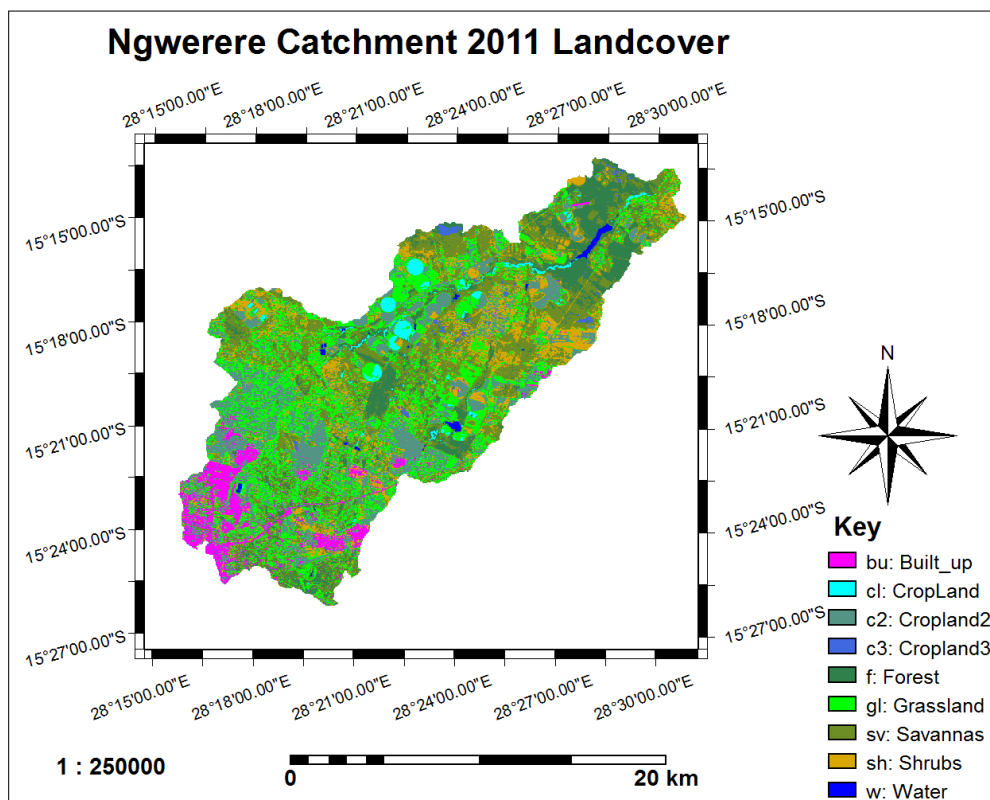 Ngwerere Catchment 2011 Landcover
28°15'00.00"E 28°18'00.00"E 28°21'00.00"E 28°24'00.00"E 28°27'00.00"E 28°30'00.00"E
15°15'00.00"S 15°15'00.00"S
15°18'00.00"S 15°18'00.00"S
15°21'00.00"S 15°21'00.00"S
15°24'00.00"S 15°24'00.00"S
15°27'00.00"S 15°27'00.00"S
28°15'00.00"E 28°18'00.00"E 28°21'00.00"E 28°24'00.00"E 28°27'00.00"E 28°30'00.00"E
N
Key
bu: Built_up
cl: CropLand
c2: Cropland2
c3: Cropland3
f: Forest
gl: Grassland
sv: Savannas
sh: Shrubs
w: Water
1 : 250000
0 20 km